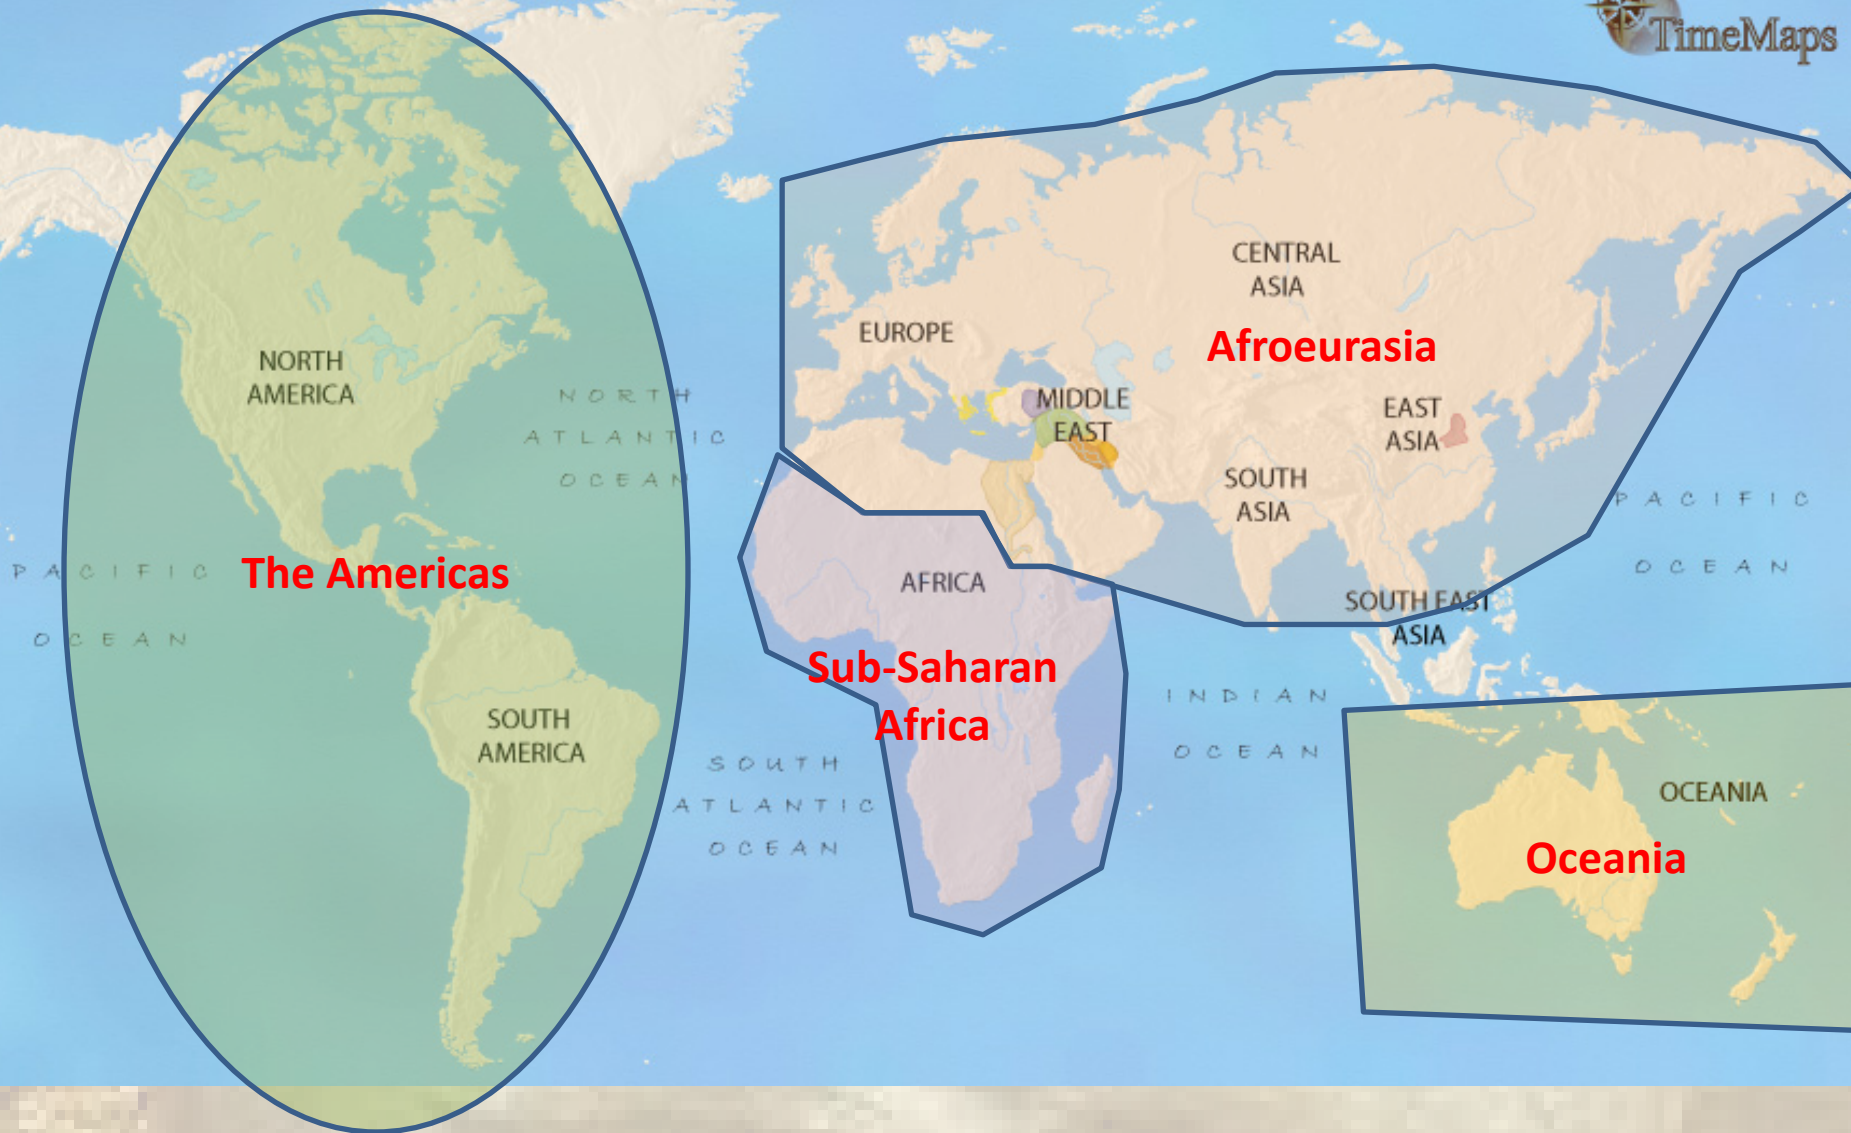 TimeMaps
CENTRAL
ASIA
EUROPE
Afroeurasia
NORTH
AMERICA
NORTH
ATLANTIC
OCEAN
MIDDLE
EAST
EAST
ASIA
SOUTH
ASIA
PACIFIC
OCEAN
PACIFIC
OCEAN
The Americas
AFRICA
SOUTH EAST
ASIA
Sub-Saharan
Africa
INDIAN
OCEAN
SOUTH
AMERICA
SOUTH
ATLANTIC
OCEAN
OCEANIA
Oceania